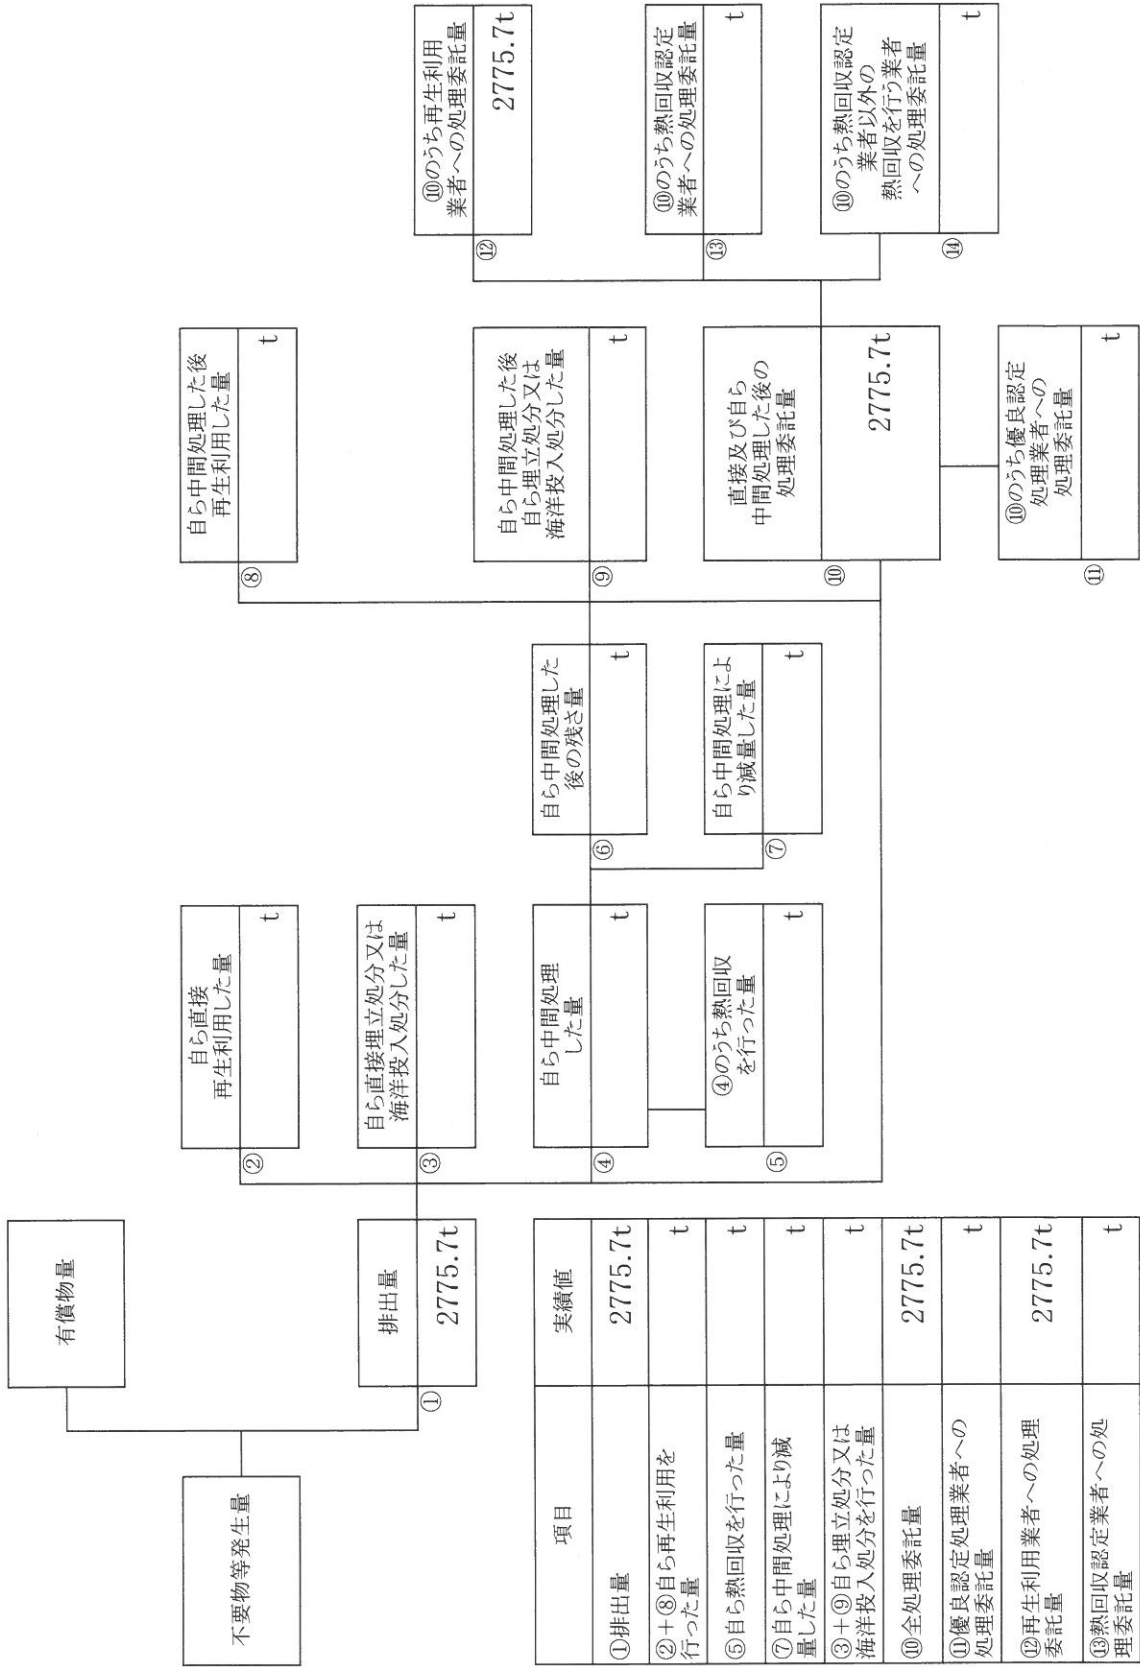 不要物等発生量
有償物量
①
排出量
2775.7t
②
自ら直接
再生利用した量
t
③
自ら直接埋立処分又は
海洋投入処分した量
t
④
自ら中間処理
した量
t
⑤
④のうち熱回収
を行った量
t
⑥
自ら中間処理した
後の残さ量
t
⑦
自ら中間処理によ
り減量した量
t
⑧
自ら中間処理した後
再生利用した量
t
⑨
自ら中間処理した後
自ら埋立処分又は
海洋投入処分した量
t
⑩
直接及び自ら
中間処理した後の
処理委託量
2775.7t
⑪
⑩のうち優良認定
処理業者への
処理委託量
t
⑫
⑩のうち再生利用
業者への処理委託量
2775.7t
⑬
⑩のうち熱回収認定
業者への処理委託量
t
⑭
⑩のうち熱回収認定
業者以外の
熱回収を行う業者
への処理委託量
t
項目 実績値
①排出量 2775.7t
②+⑧自ら再生利用を
行った量 t
⑤自ら熱回収を行った量 t
⑦自ら中間処理により減
量した量 t
③+⑨自ら埋立処分又は
海洋投入処分を行った量 t
⑩全処理委託量 2775.7t
⑪優良認定処理業者への
処理委託量 t
⑫再生利用業者への処理
委託量 2775.7t
⑬熱回収認定業者への処
理委託量 t